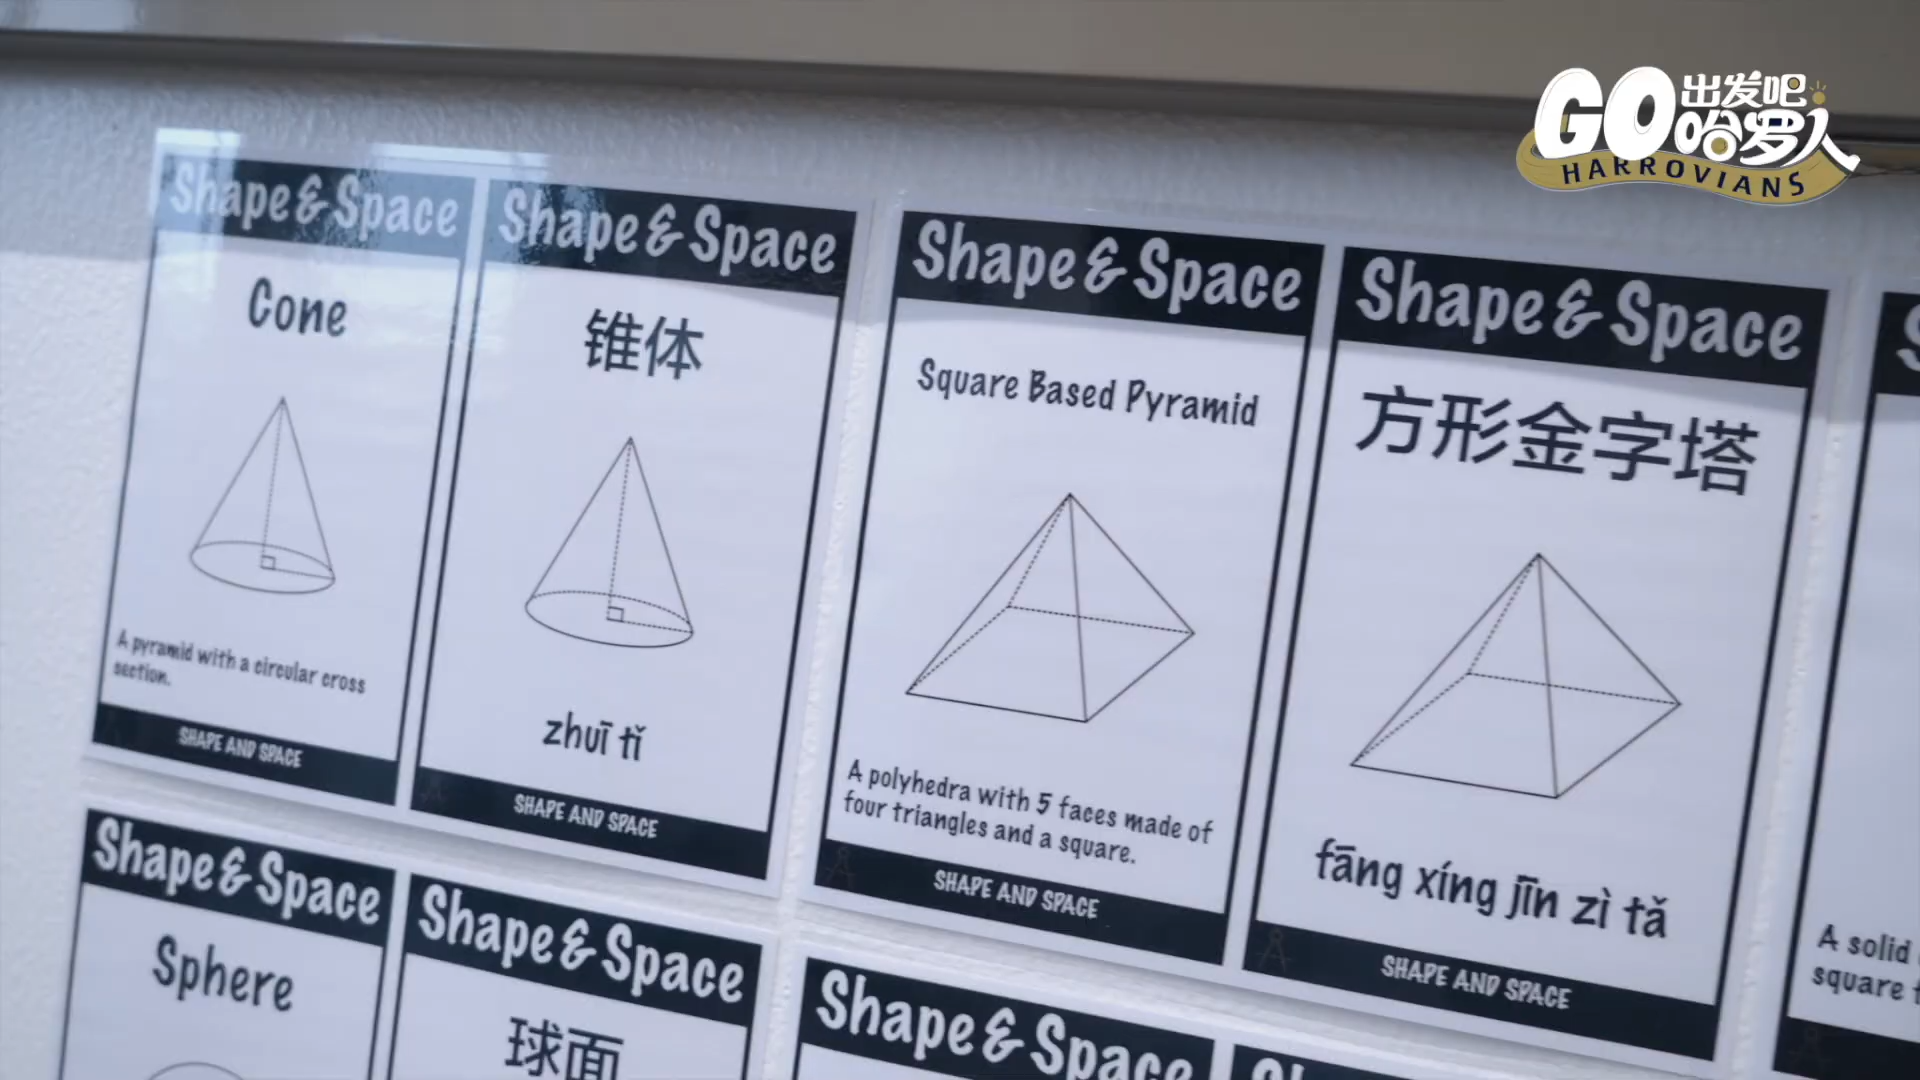 GO 出发吧
哈罗人
HARROVIANS
Shape & Space
Cone
A pyramid with a circular cross
section.
SHAPE AND SPACE
Shape & Space
锥体
zhuī tǐ
SHAPE AND SPACE
Shape & Space
Square Based Pyramid
A polyhedra with 5 faces made of
four triangles and a square.
SHAPE AND SPACE
Shape & Space
方形金字塔
fāng xíng jīn zì tǎ
SHAPE AND SPACE
A solid
square
Shape & Space
Sphere
Shape & Space
球面
Shape & Space